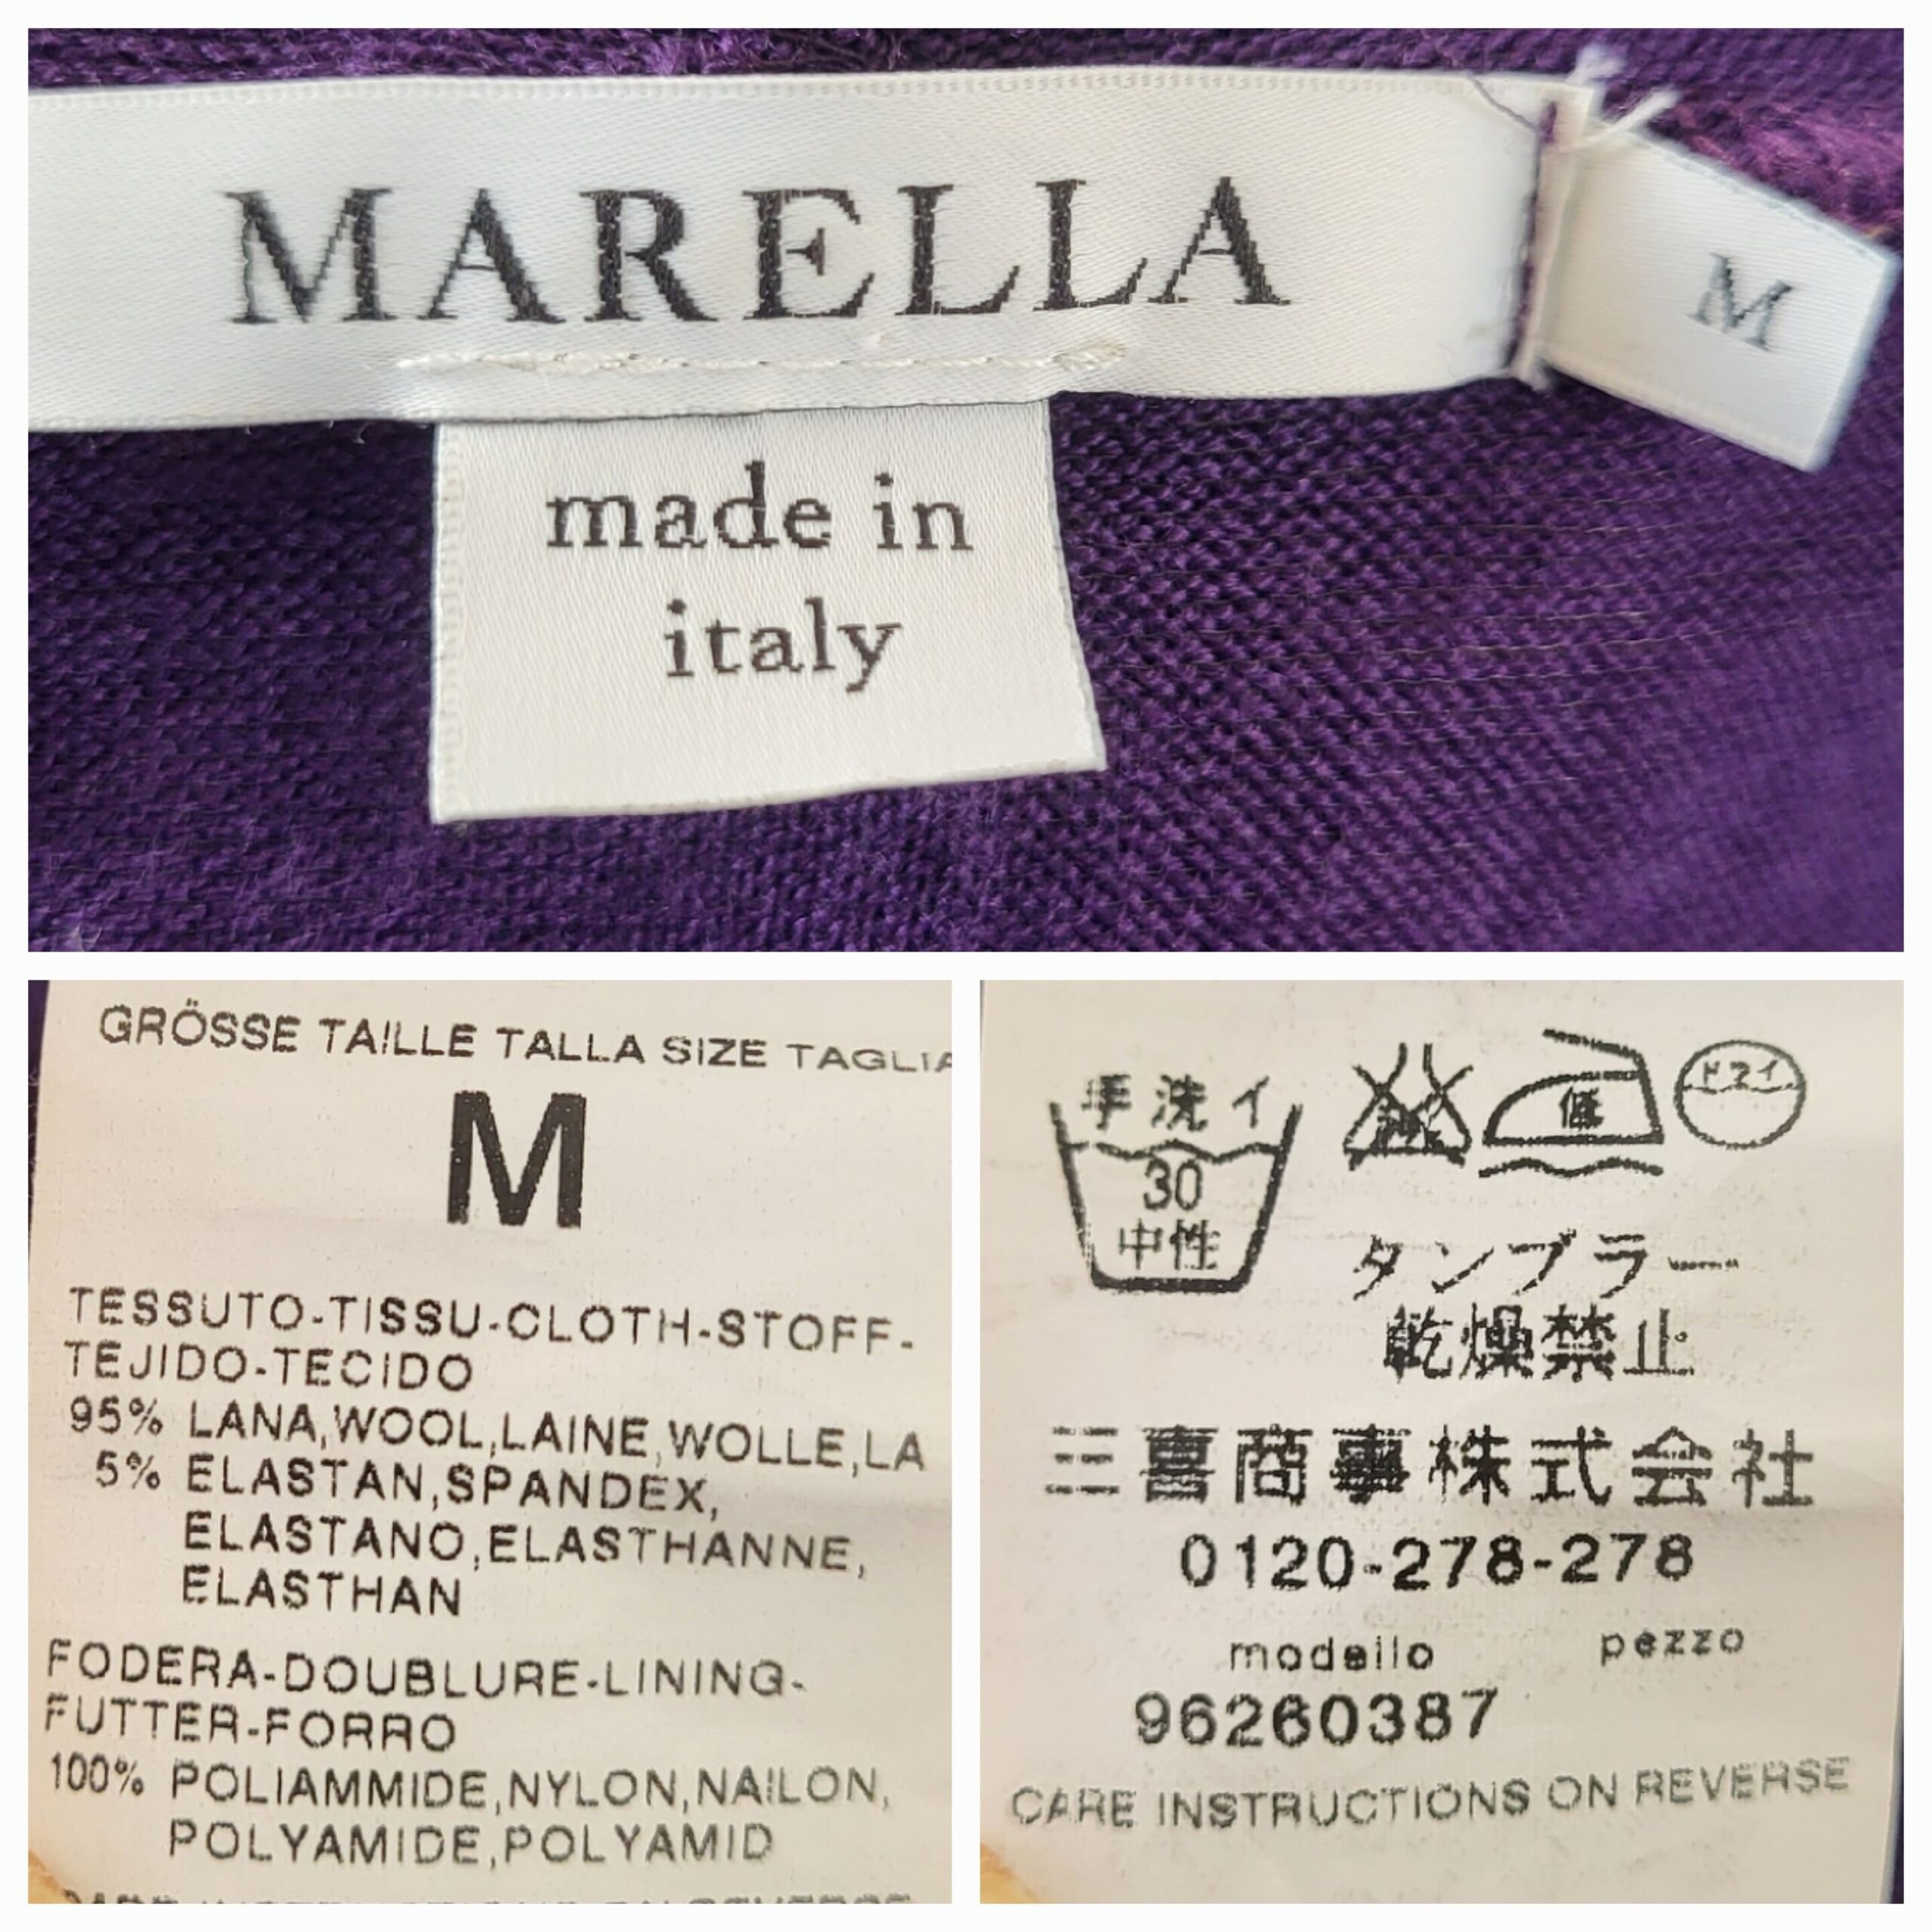 MARELLA
M
made in
italy
GRÖSSE TAILLE TALLA SIZE TAGLIA
M
TESSUTO-TISSU-CLOTH-STOFF-
TEJIDO-TECIDO
95% LANA,WOOL,LAINE,WOLLE,LA
5% ELASTAN,SPANDEX,
ELASTANO,ELASTHANNE,
ELASTHAN
FODERA-DOUBLURE-LINING-
FUTTER-FORRO
100% POLIAMMIDE,NYLON,NAILON,
POLYAMIDE,POLYAMID
手洗イ
30
中性
低
ドライ
タンブラー
乾燥禁止
三喜商事株式会社
0120-278-278
modello pezzo
96260387
CARE INSTRUCTIONS ON REVERSE